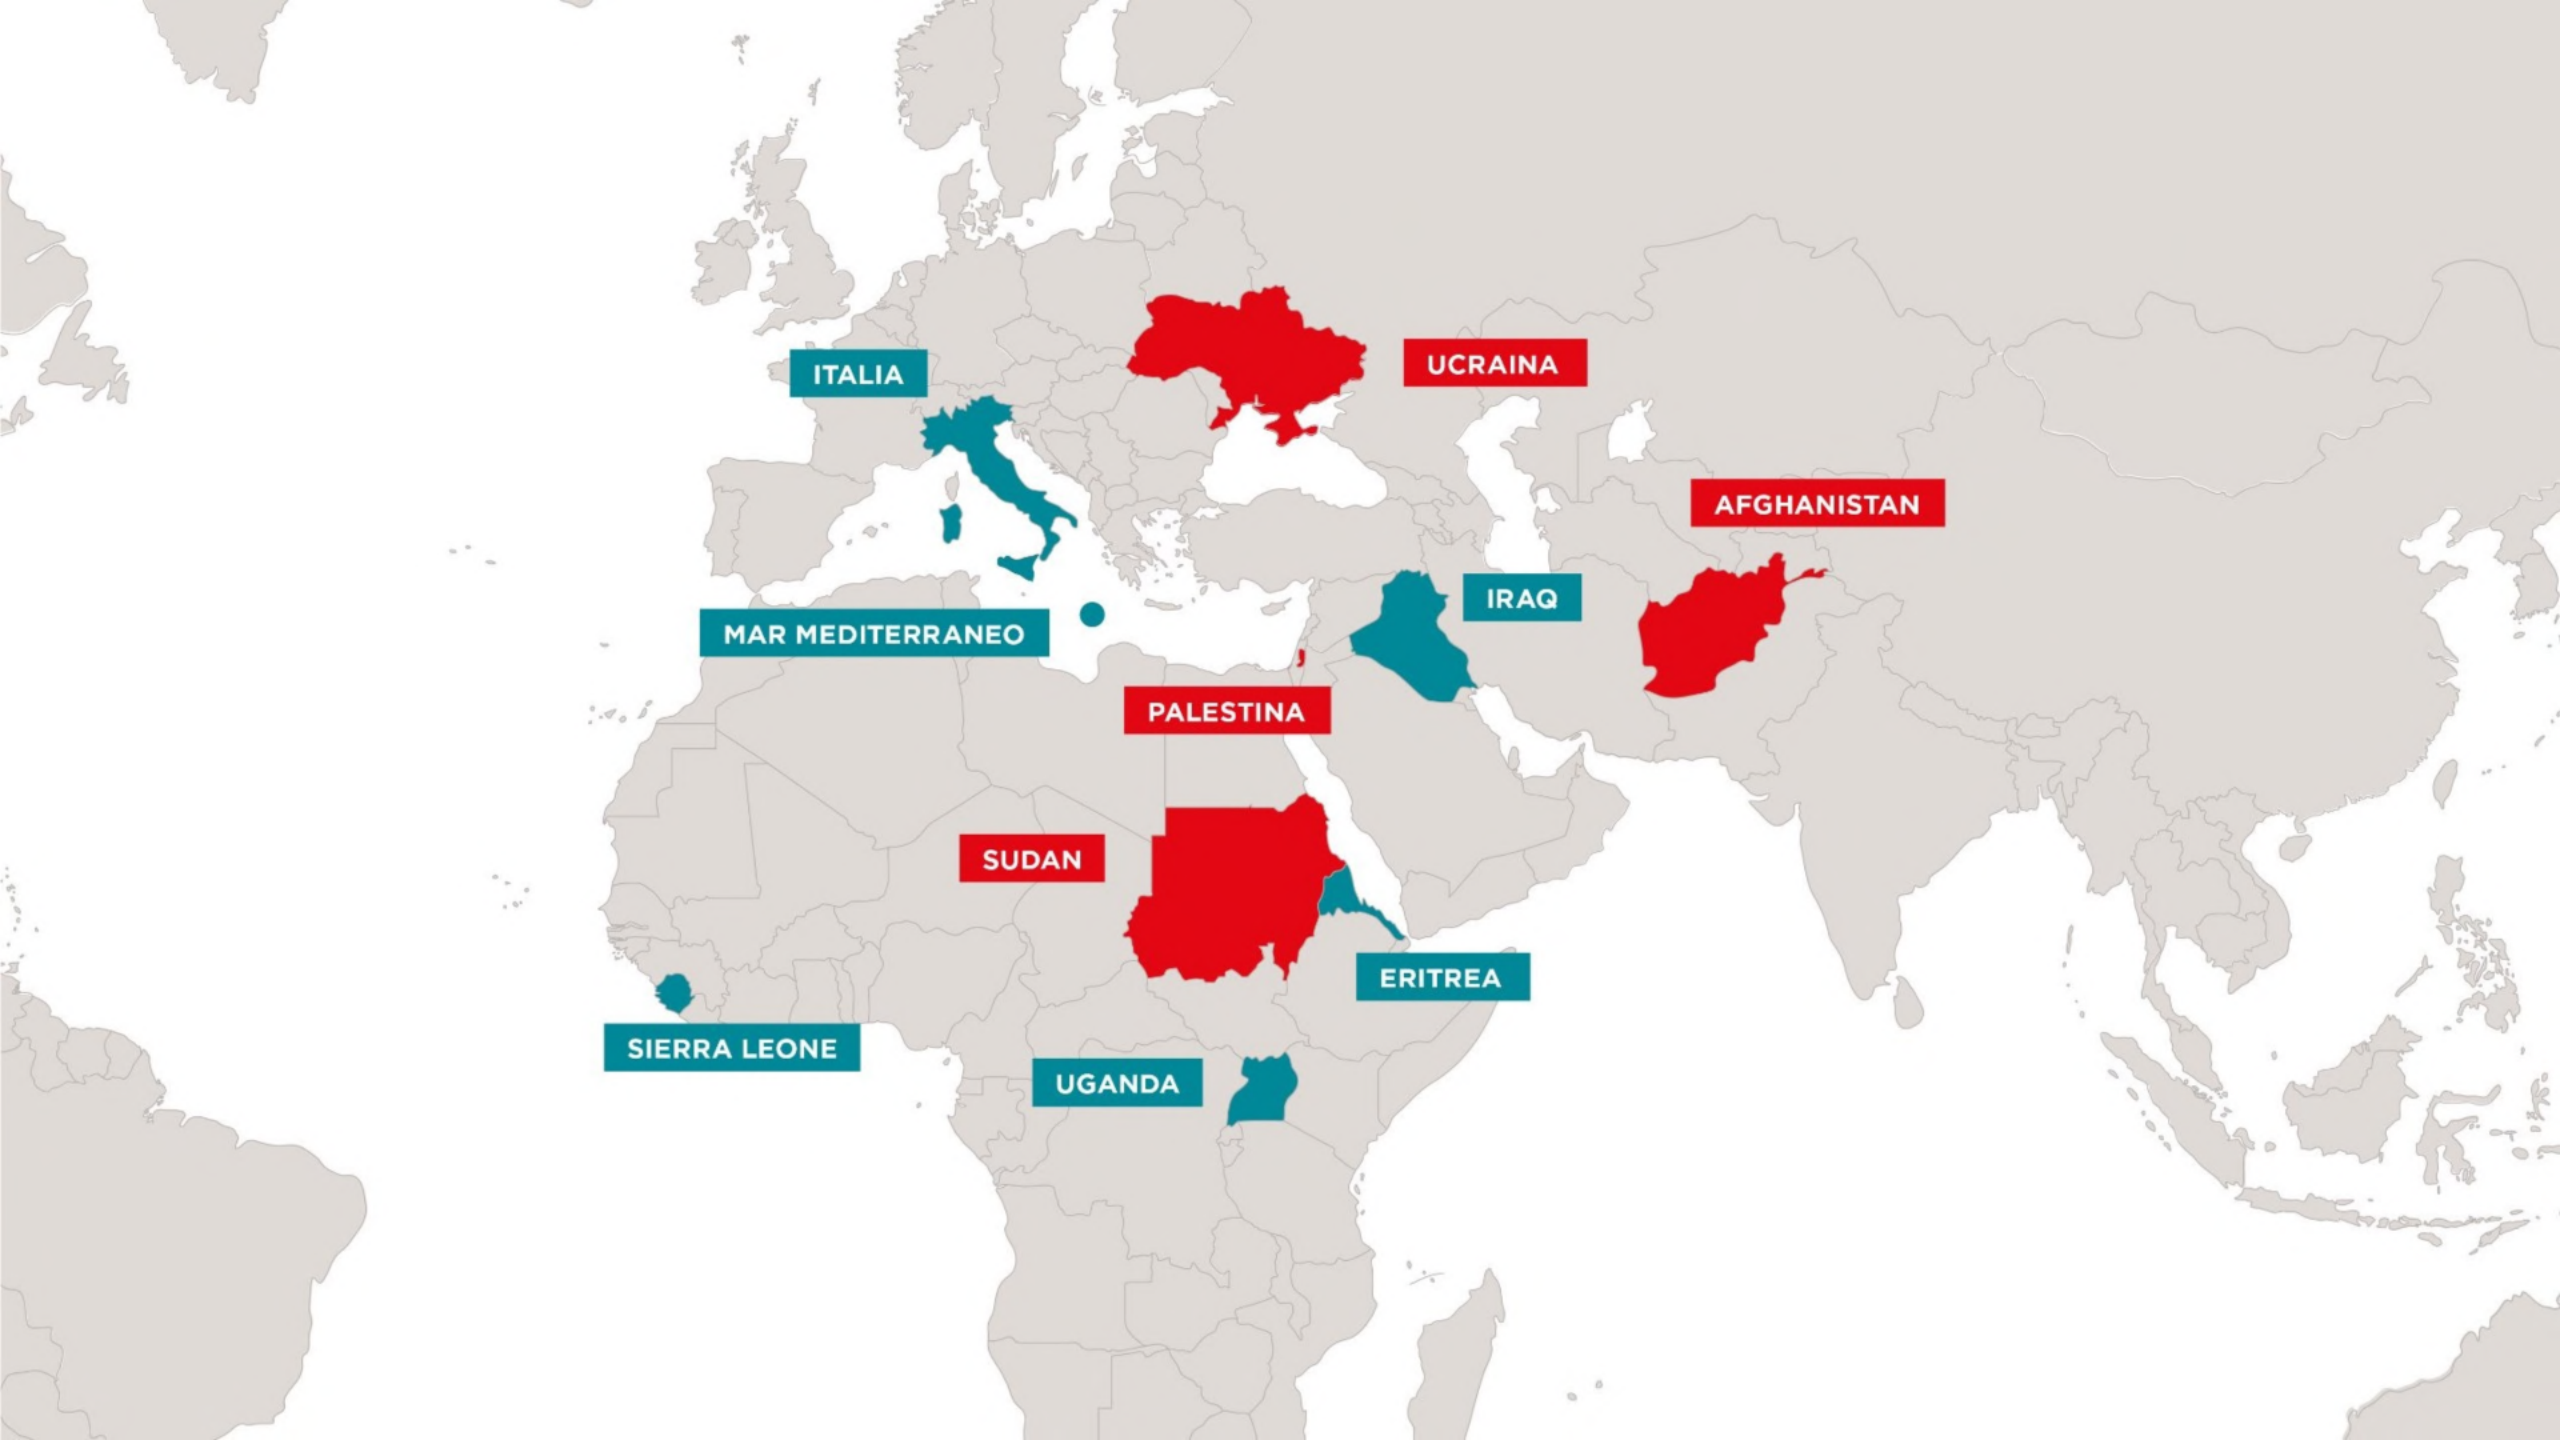 UCRAINA
ITALIA
AFGHANISTAN
IRAQ
MAR MEDITERRANEO
PALESTINA
SUDAN
ERITREA
SIERRA LEONE
UGANDA